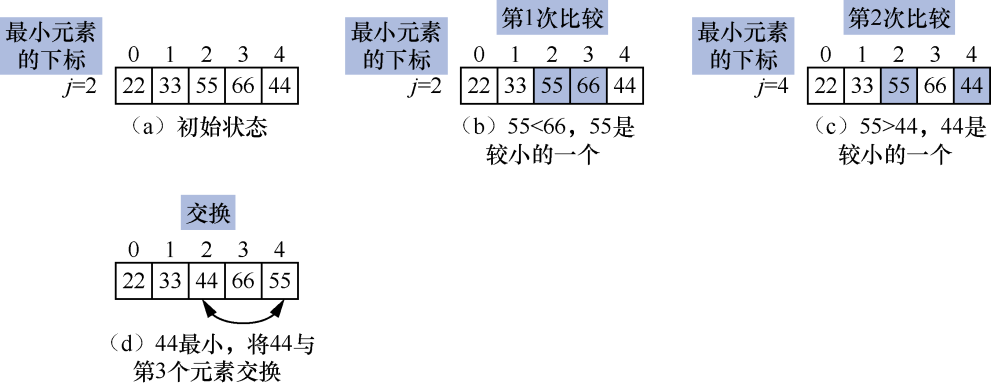 最小元素
的下标
0 1 2 3 4
j=2
22 33 55 66 44
（a）初始状态
第1次比较
最小元素
的下标
0 1 2 3 4
j=2
22 33 55 66 44
（b）55<66，55是
较小的一个
第2次比较
最小元素
的下标
0 1 2 3 4
j=4
22 33 55 66 44
（c）55>44，44是
较小的一个
交换
0 1 2 3 4
22 33 44 66 55
（d）44最小，将44与
第3个元素交换